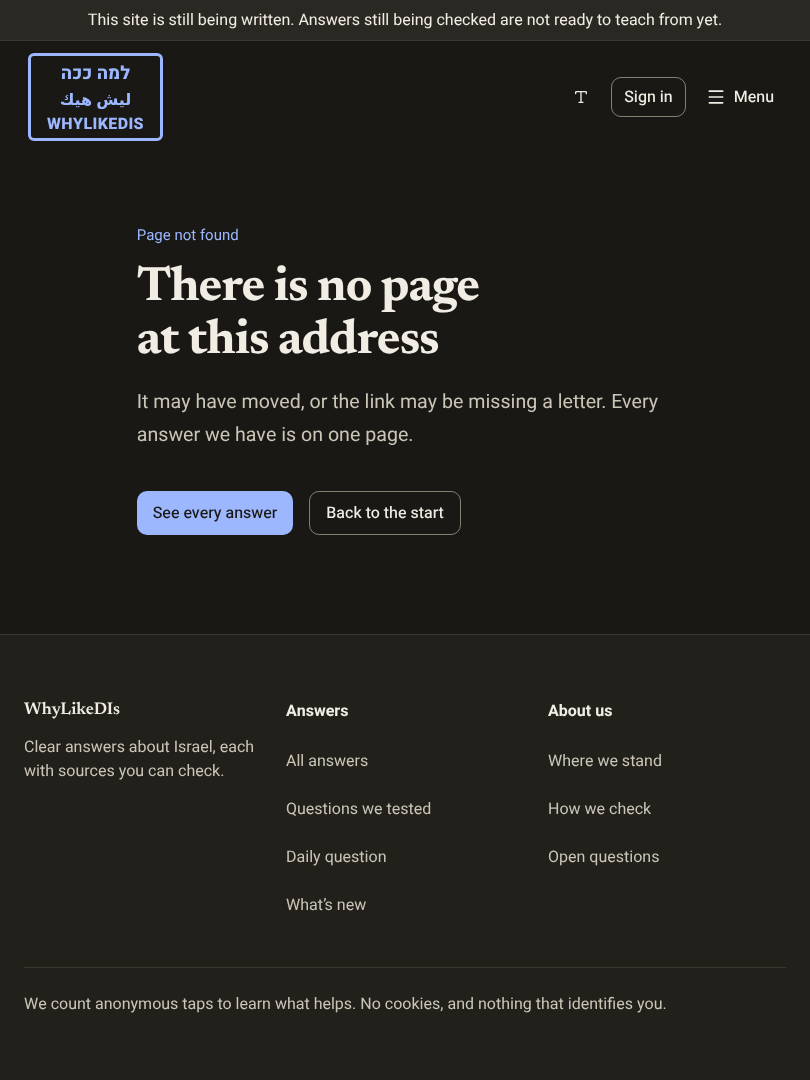 This site is still being written. Answers still being checked are not ready to teach from yet.
למה ככה
ليش هيك
WHYLIKEDIS
T
Sign in
Menu
Page not found
There is no page
at this address
It may have moved, or the link may be missing a letter. Every
answer we have is on one page.
See every answer
Back to the start
WhyLikeDIs
Clear answers about Israel, each
with sources you can check.
Answers
All answers
Questions we tested
Daily question
What's new
About us
Where we stand
How we check
Open questions
We count anonymous taps to learn what helps. No cookies, and nothing that identifies you.